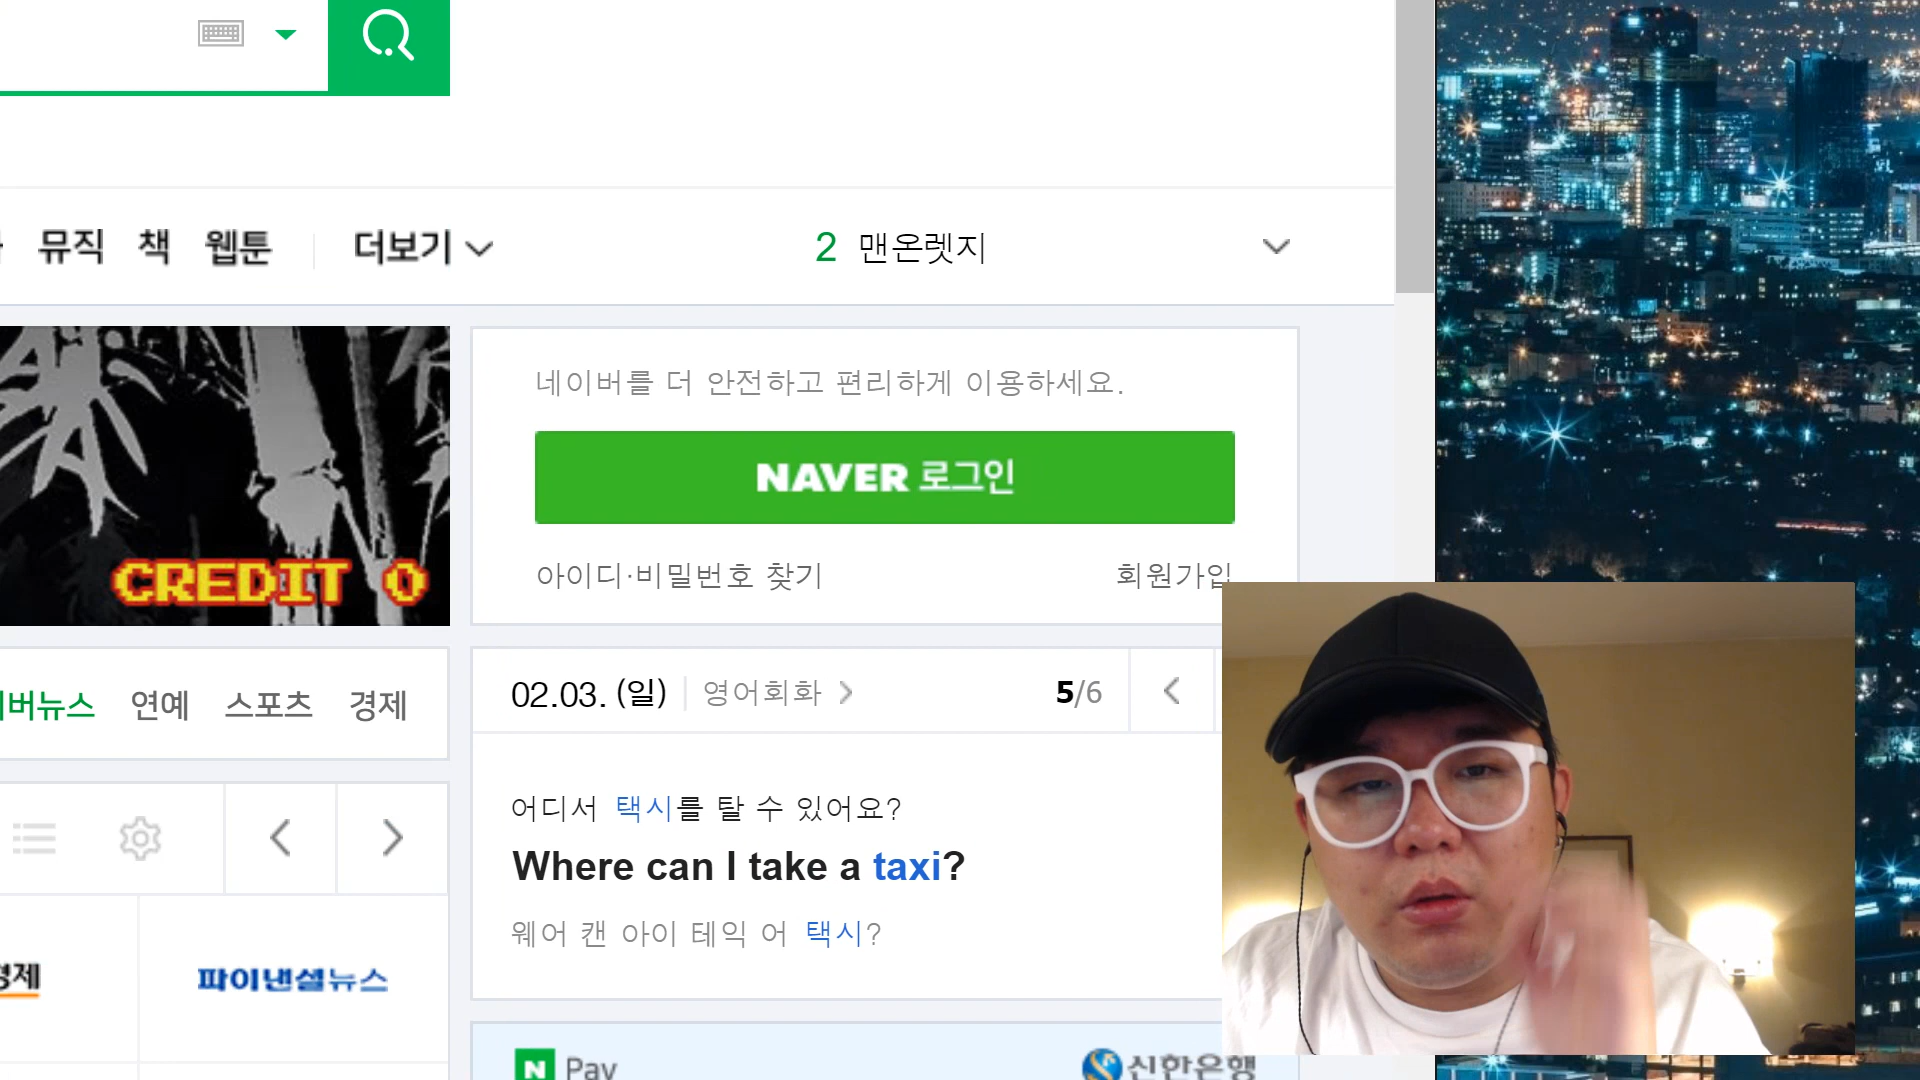 뮤직 책 웹툰 더보기
2 맨온렛지
CREDIT 0
네이버를 더 안전하고 편리하게 이용하세요.
NAVER 로그인
아이디·비밀번호 찾기 회원가입
버뉴스 연예 스포츠 경제
02.03. (일) 영어회화 5/6
어디서 택시를 탈 수 있어요?
Where can I take a taxi?
웨어 캔 아이 테익 어 택시?
경제 파이낸셜뉴스
N Pay 신한은행